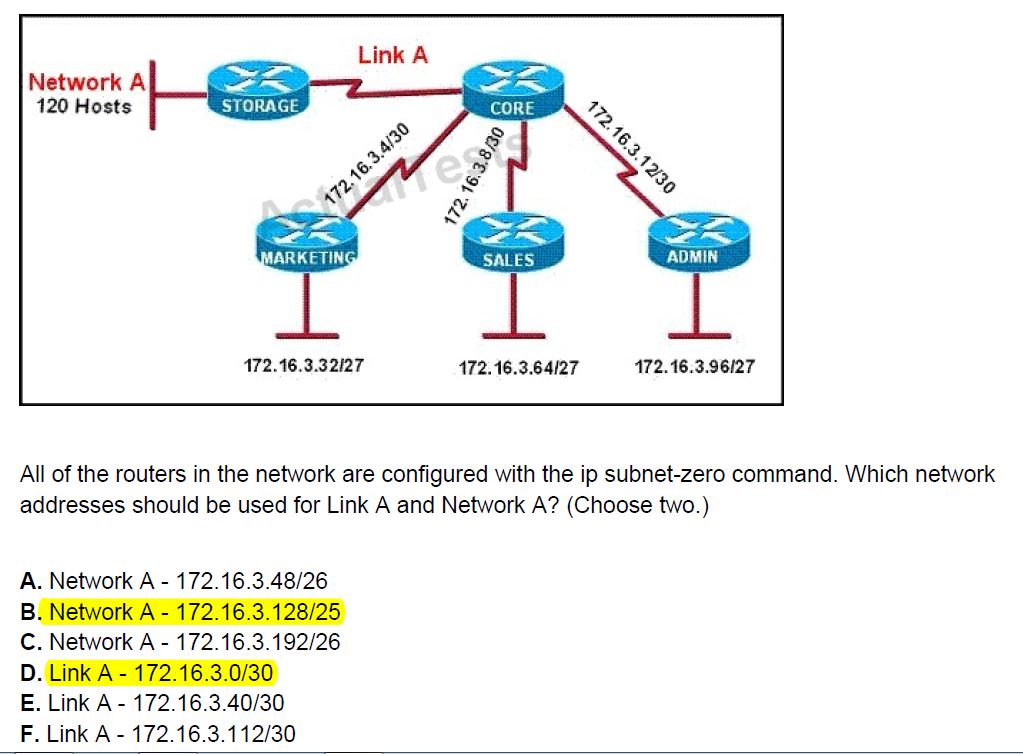 Link A
Network A
120 Hosts
STORAGE
CORE
172.16.3.4/30
172.16.3.8/30
172.16.3.12/30
ActualTests
MARKETING
SALES
ADMIN
172.16.3.32/27
172.16.3.64/27
172.16.3.96/27
All of the routers in the network are configured with the ip subnet-zero command. Which network
addresses should be used for Link A and Network A? (Choose two.)
A. Network A - 172.16.3.48/26
B. Network A - 172.16.3.128/25
C. Network A - 172.16.3.192/26
D. Link A - 172.16.3.0/30
E. Link A - 172.16.3.40/30
F. Link A - 172.16.3.112/30